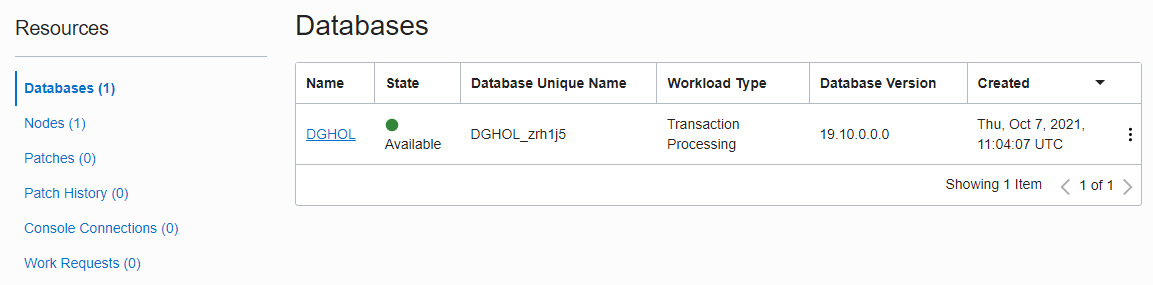 Resources
Databases (1)
Nodes (1)
Patches (0)
Patch History (0)
Console Connections (0)
Work Requests (0)
Databases
Name State Database Unique Name Workload Type Database Version Created
DGHOL Available DGHOL_zrh1j5 Transaction Processing 19.10.0.0.0 Thu, Oct 7, 2021, 11:04:07 UTC
Showing 1 Item 1 of 1